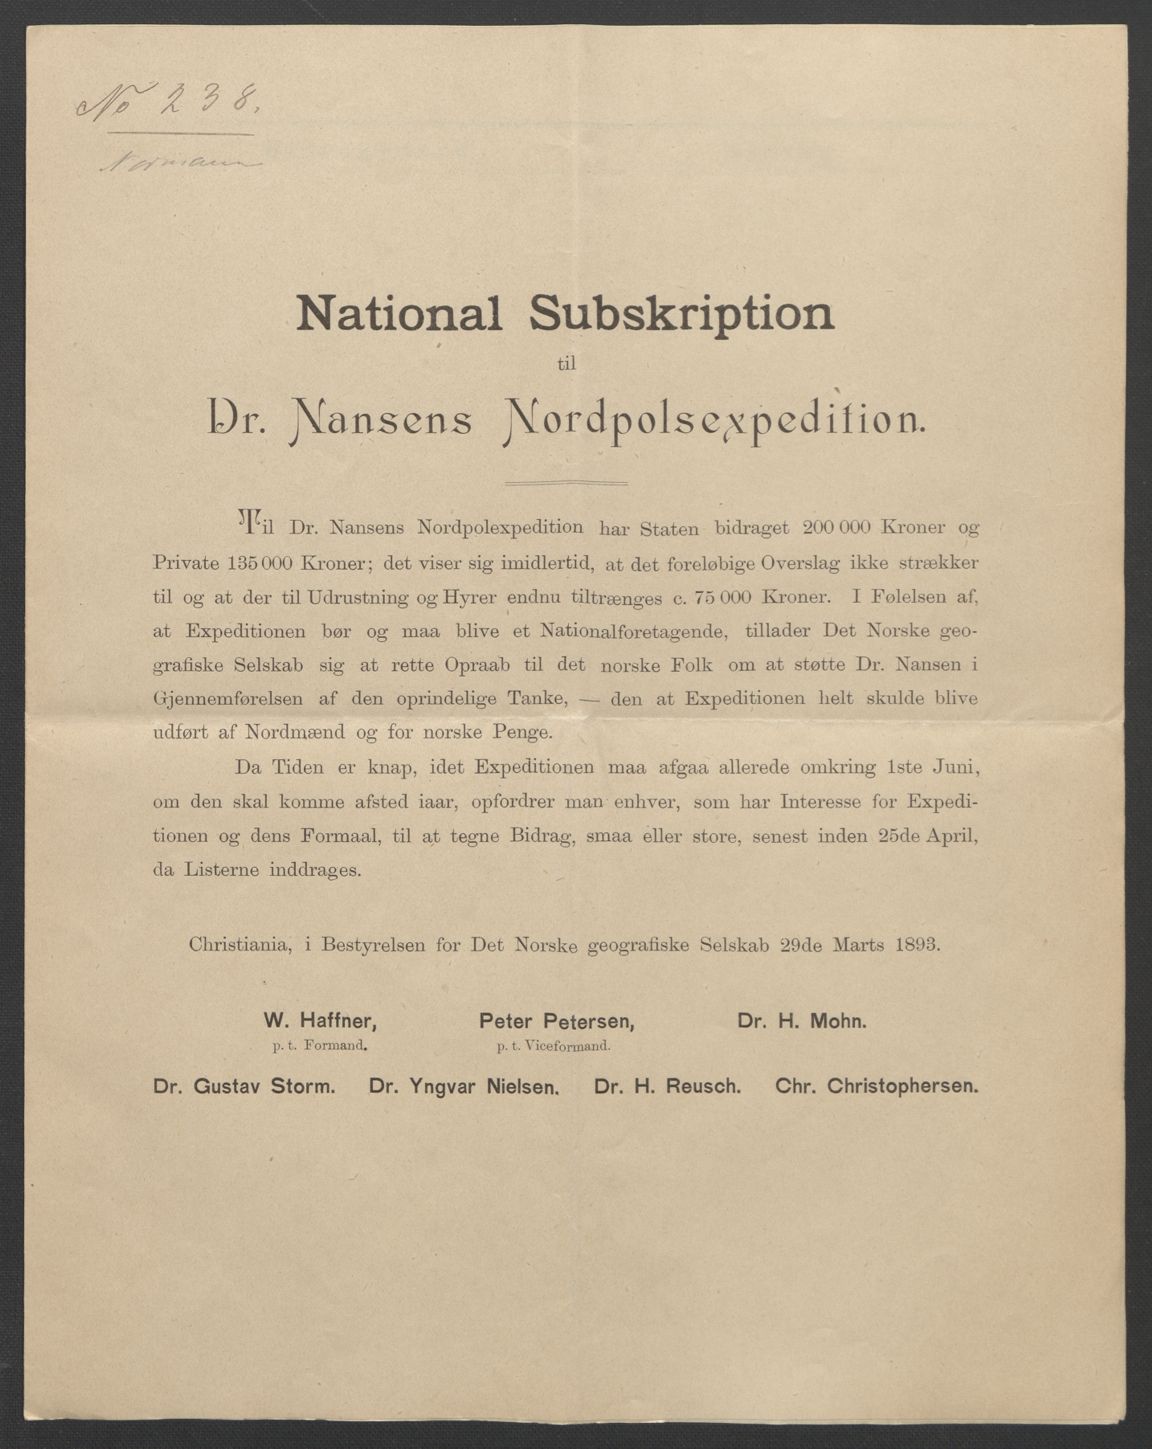 No 238.
Normann
National Subskription
til
Dr. Nansens Nordpolsexpedition.
Til Dr. Nansens Nordpolexpedition har Staten bidraget 200 000 Kroner og
Private 135 000 Kroner; det viser sig imidlertid, at det foreløbige Overslag ikke strækker
til og at der til Udrustning og Hyrer endnu tiltrænges c. 75 000 Kroner. I Følelsen af,
at Expeditionen bør og maa blive et Nationalforetagende, tillader Det Norske geo-
grafiske Selskab sig at rette Opraab til det norske Folk om at støtte Dr. Nansen i
Gjennemførelsen af den oprindelige Tanke, — den at Expeditionen helt skulde blive
udført af Nordmænd og for norske Penge.
Da Tiden er knap, idet Expeditionen maa afgaa allerede omkring 1ste Juni,
om den skal komme afsted iaar, opfordrer man enhver, som har Interesse for Expedi-
tionen og dens Formaal, til at tegne Bidrag, smaa eller store, senest inden 25de April,
da Listerne inddrages.
Christiania, i Bestyrelsen for Det Norske geografiske Selskab 29de Marts 1893.
W. Haffner, Peter Petersen, Dr. H. Mohn.
p. t. Formand. p. t. Viceformand.
Dr. Gustav Storm. Dr. Yngvar Nielsen. Dr. H. Reusch. Chr. Christophersen.